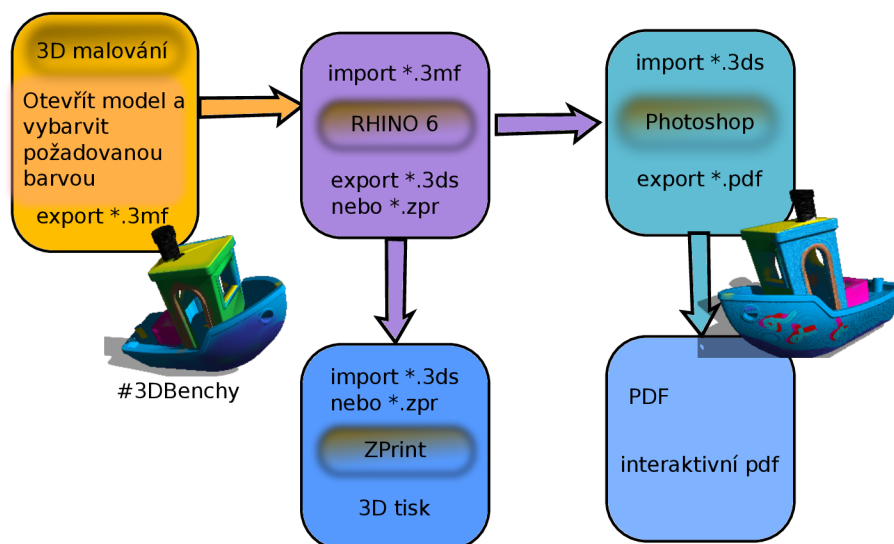 3D malování
Otevřít model a
vybarvit
požadovanou
barvou
export *.3mf
#3DBenchy
import *.3mf
RHINO 6
export *.3ds
nebo *.zpr
import *.3ds
nebo *.zpr
ZPrint
3D tisk
import *.3ds
Photoshop
export *.pdf
PDF
interaktivní pdf